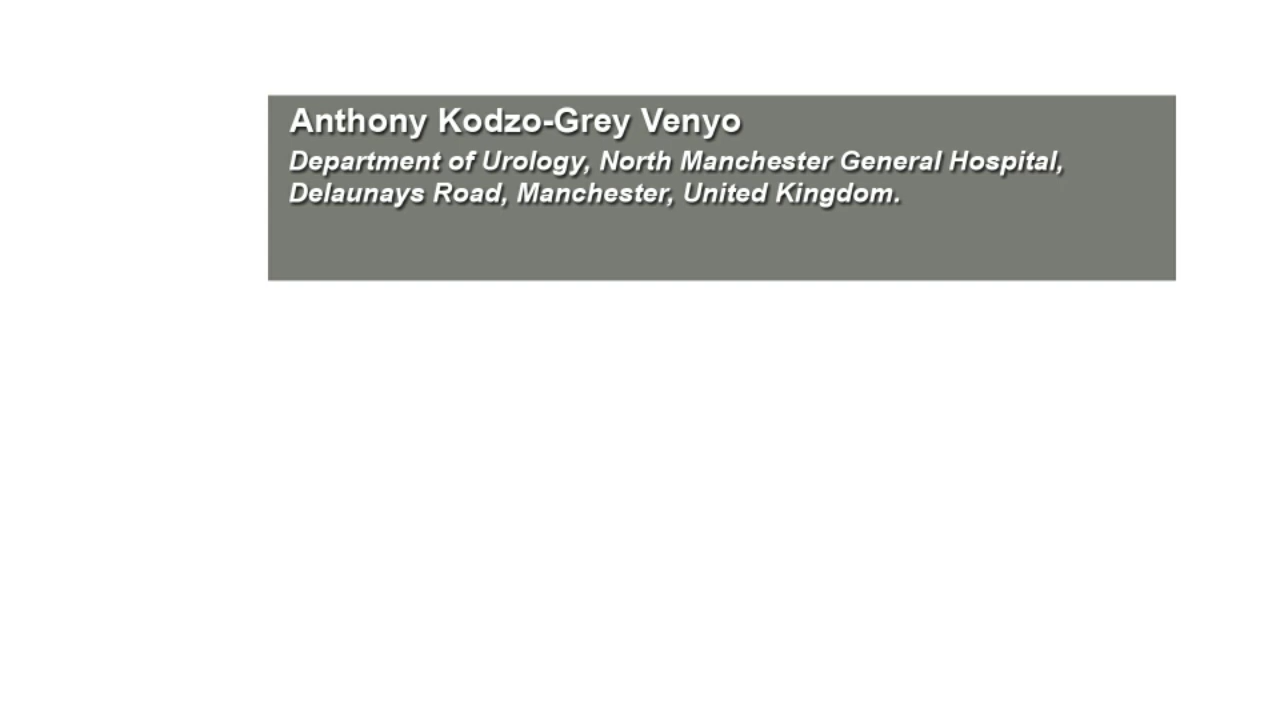 Anthony Kodzo-Grey Venyo
Department of Urology, North Manchester General Hospital,
Delaunays Road, Manchester, United Kingdom.